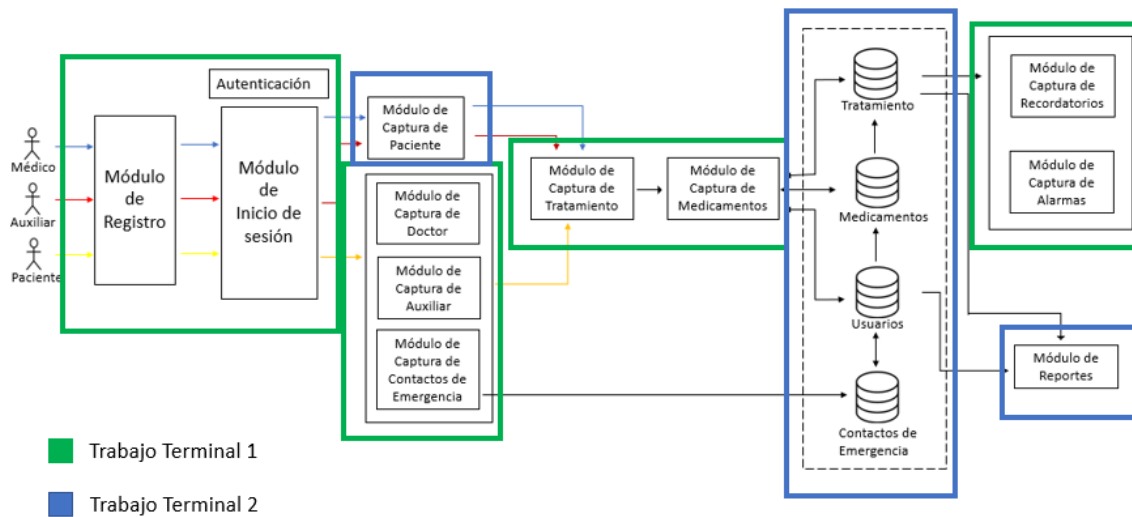 Médico
Auxiliar
Paciente
Módulo
de
Registro
Autenticación
Módulo
de
Inicio de
sesión
Módulo de
Captura de
Paciente
Módulo de
Captura de
Doctor
Módulo de
Captura de
Auxiliar
Módulo de
Captura de
Contactos de
Emergencia
Módulo de
Captura de
Tratamiento
Módulo de
Captura de
Medicamentos
Tratamiento
Medicamentos
Usuarios
Contactos de
Emergencia
Módulo de
Captura de
Recordatorios
Módulo de
Captura de
Alarmas
Módulo de
Reportes
Trabajo Terminal 1
Trabajo Terminal 2